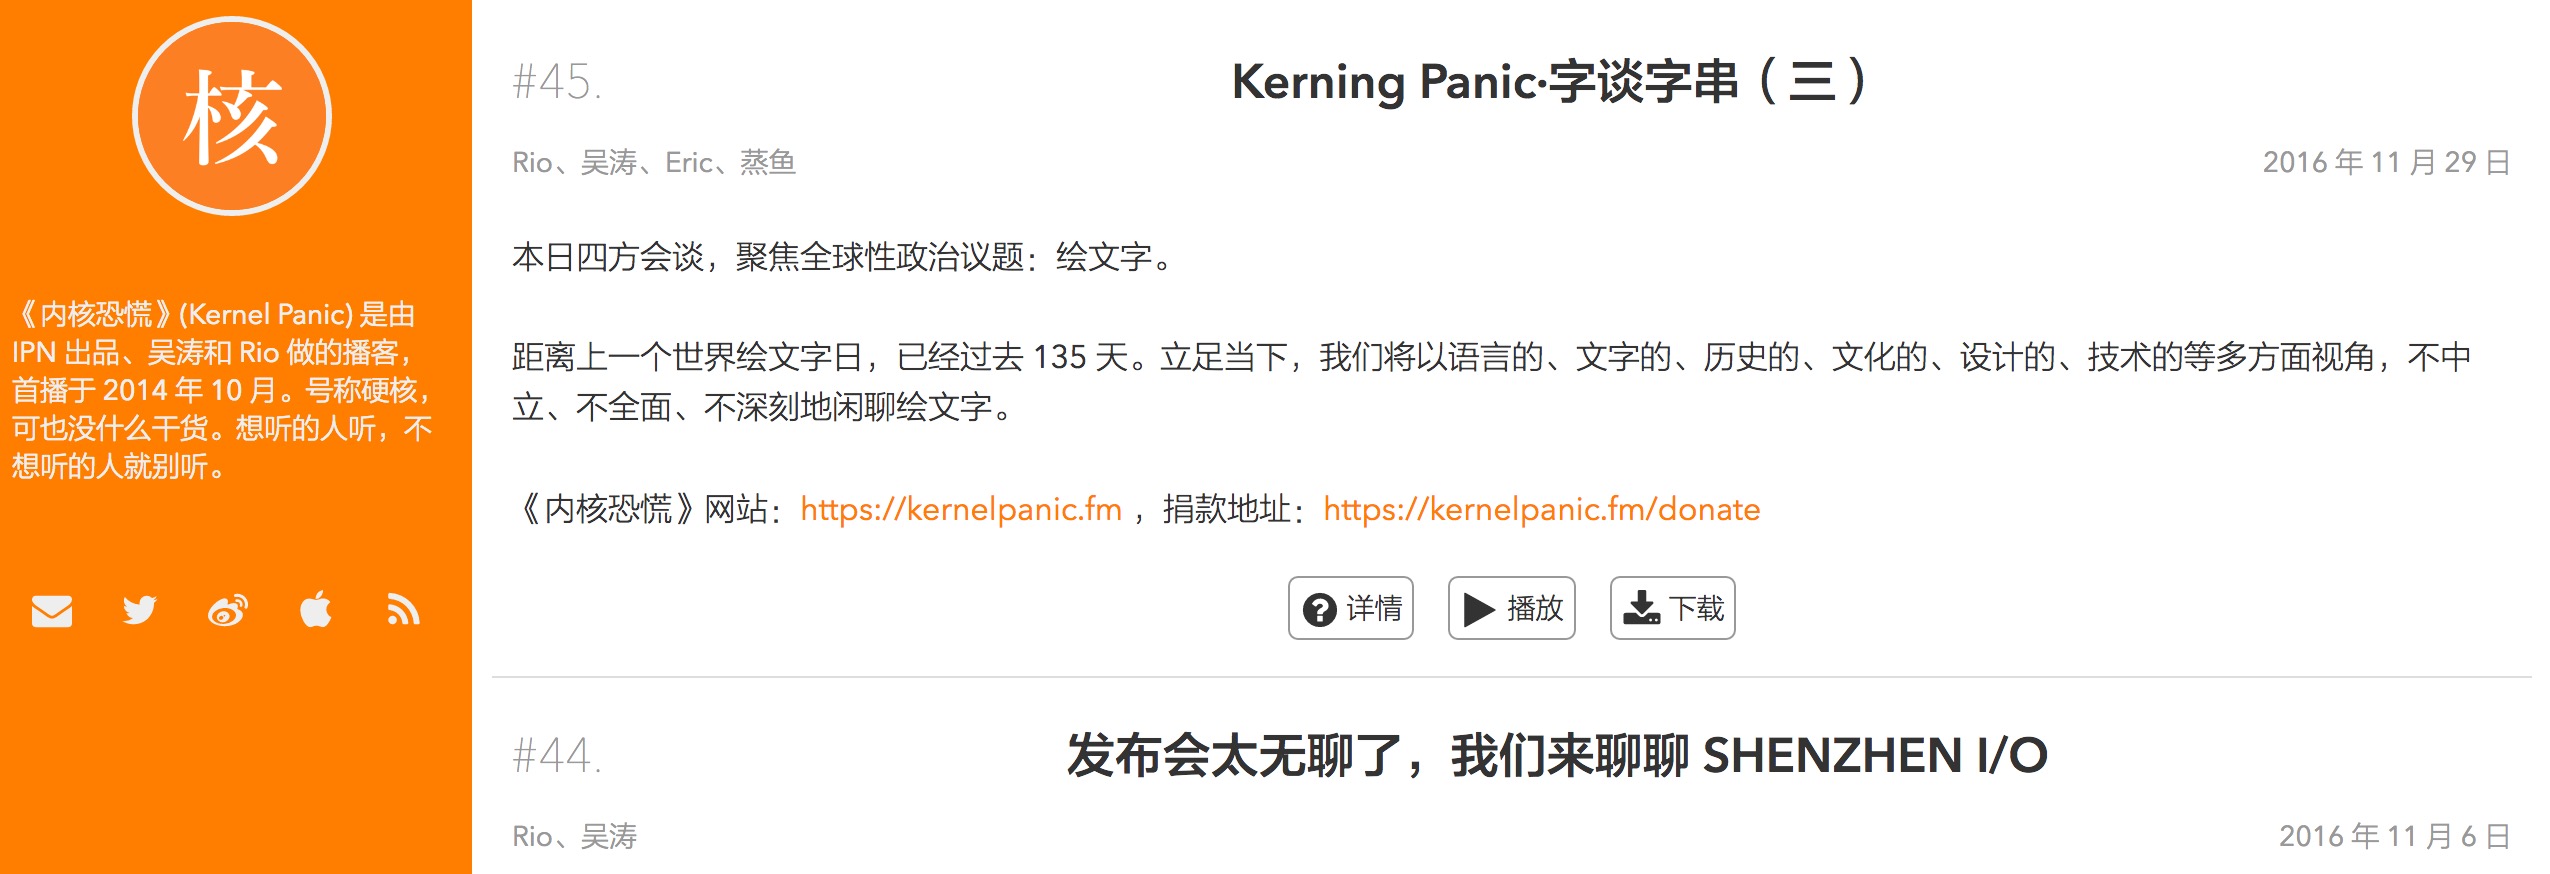 核
《内核恐慌》(Kernel Panic) 是由
IPN 出品、吴涛和 Rio 做的播客，
首播于 2014 年 10 月。号称硬核，
可也没什么干货。想听的人听，不
想听的人就别听。
#45.
Kerning Panic·字谈字串（三）
Rio、吴涛、Eric、蒸鱼
2016 年 11 月 29 日
本日四方会谈，聚焦全球性政治议题：绘文字。
距离上一个世界绘文字日，已经过去 135 天。立足当下，我们将以语言的、文字的、历史的、文化的、设计的、技术的等多方面视角，不中
立、不全面、不深刻地闲聊绘文字。
《内核恐慌》网站：https://kernelpanic.fm ，捐款地址：https://kernelpanic.fm/donate
详情
播放
下载
#44.
发布会太无聊了，我们来聊聊 SHENZHEN I/O
Rio、吴涛
2016 年 11 月 6 日